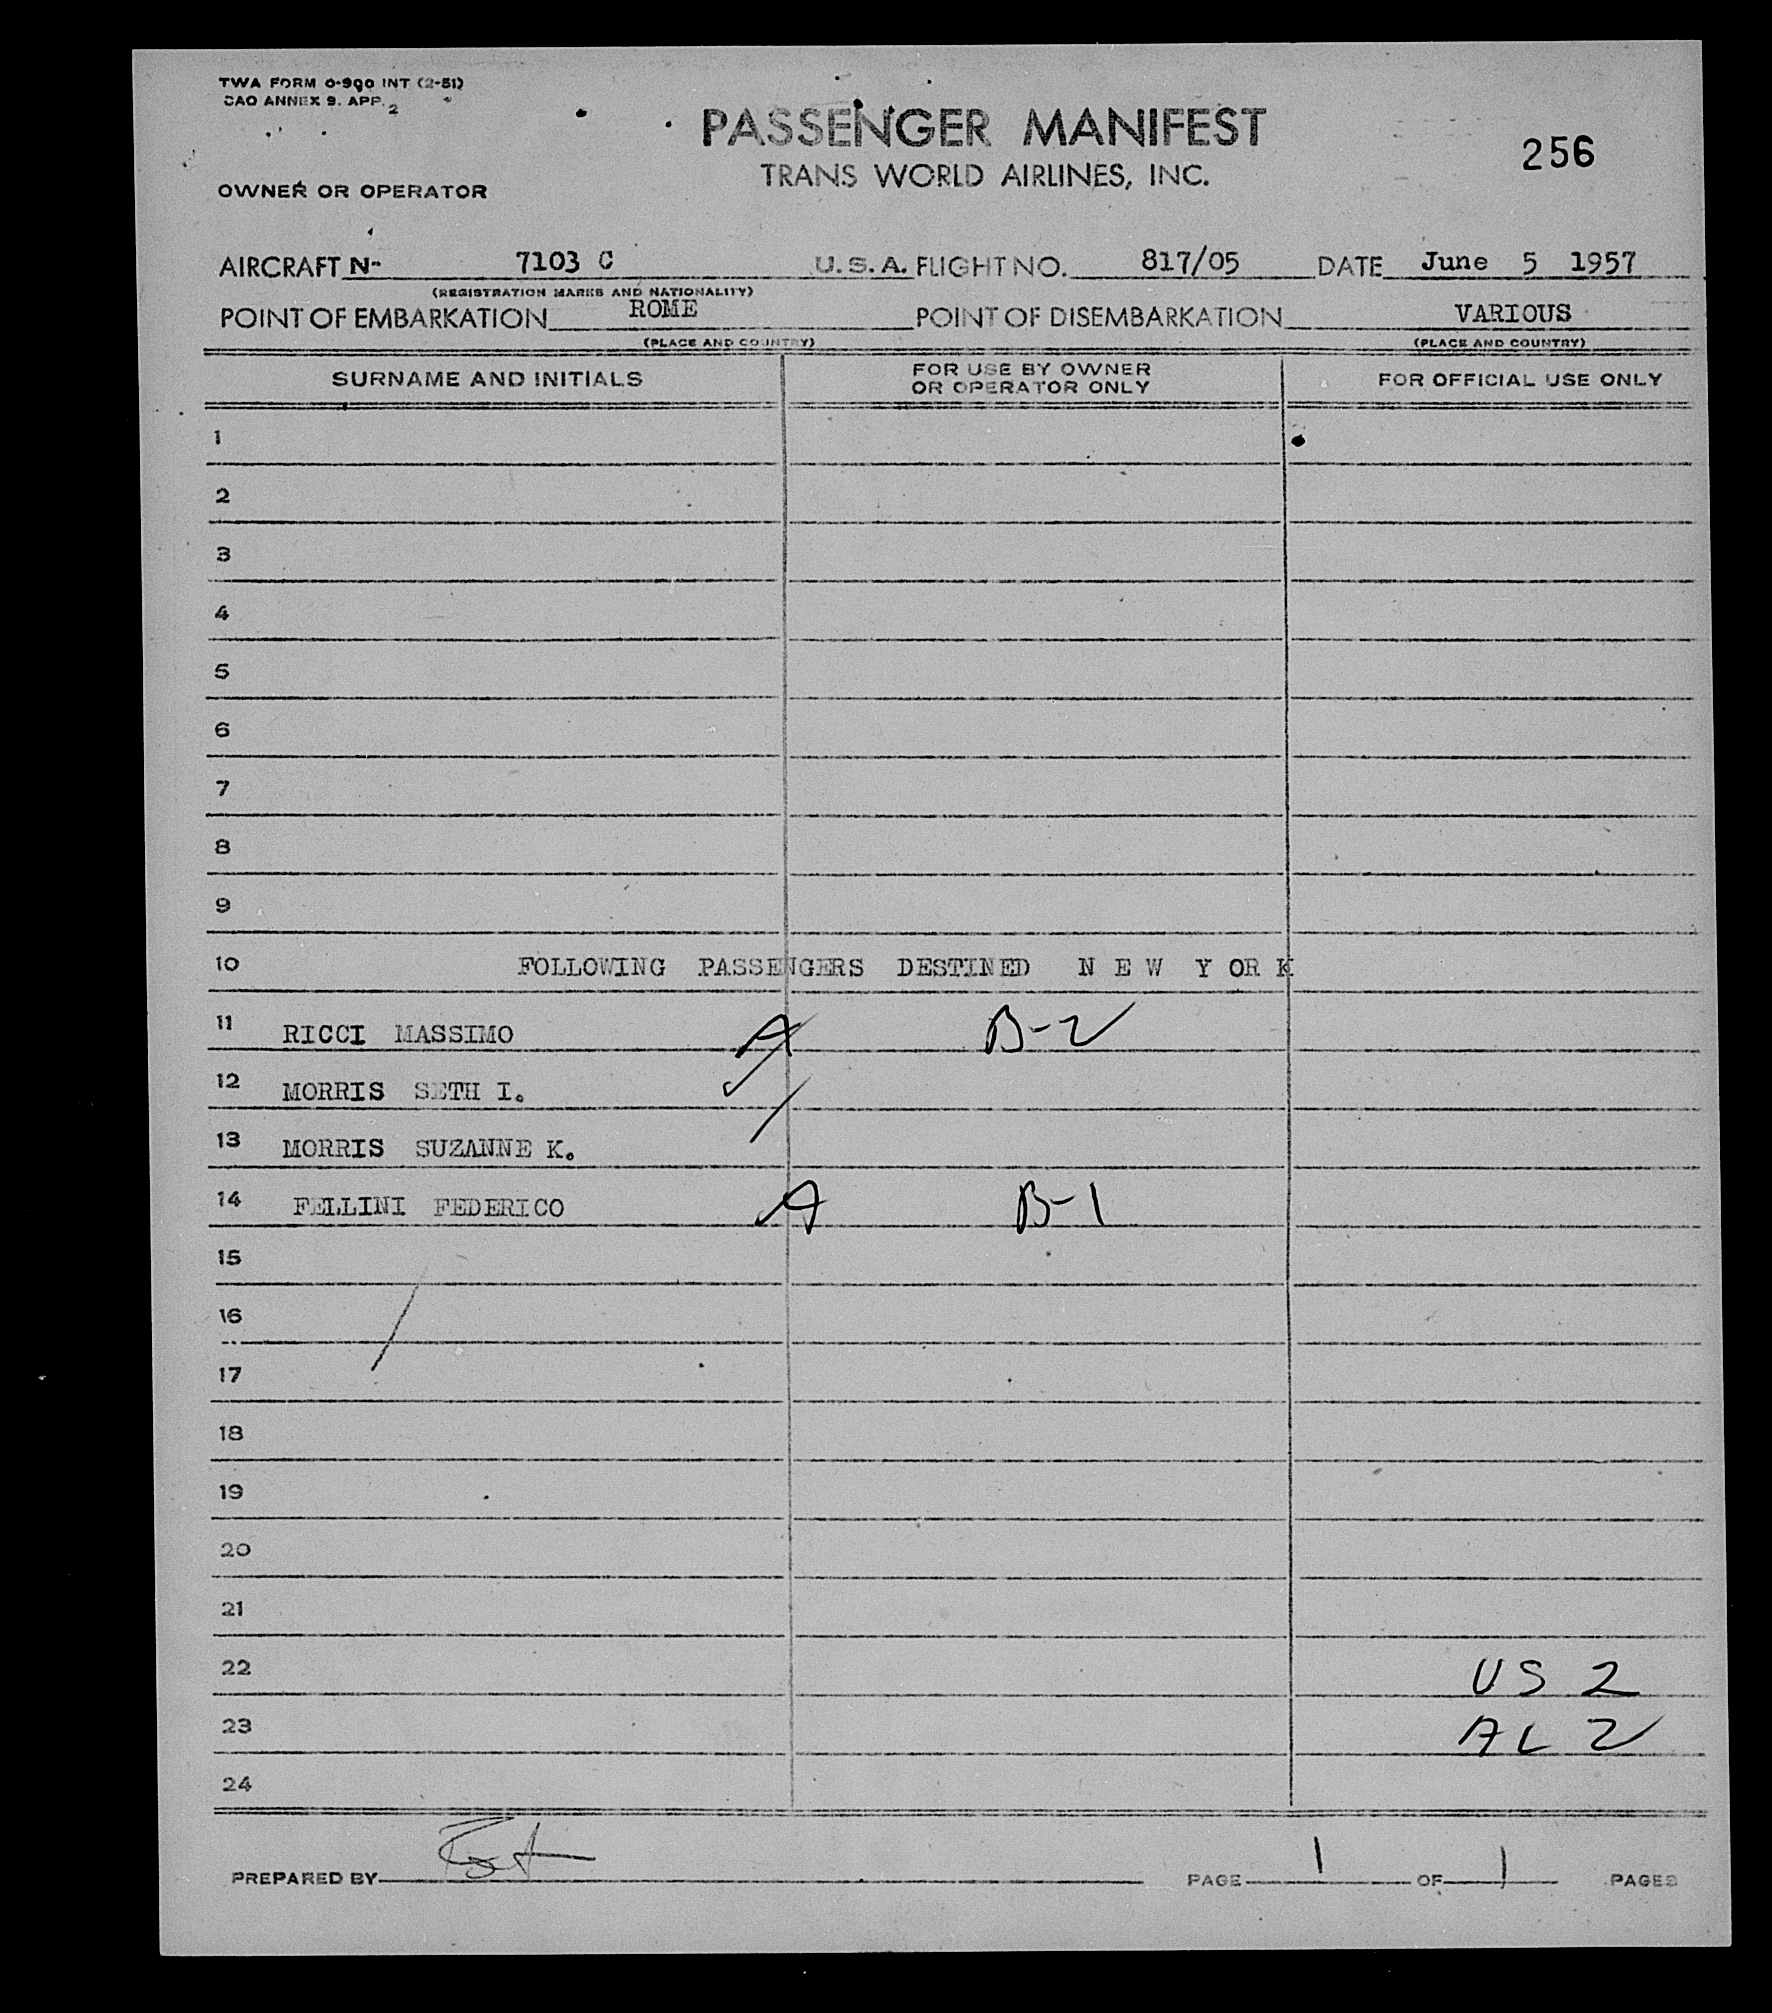 TWA FORM O-990 INT (2-51)
CAO ANNEX 9. APP. 2
PASSENGER MANIFEST
256
TRANS WORLD AIRLINES, INC.
OWNER OR OPERATOR
AIRCRAFT N- 7103 C U.S.A. FLIGHT NO. 817/05 DATE June 5 1957
(REGISTRATION MARKS AND NATIONALITY)
POINT OF EMBARKATION ROME POINT OF DISEMBARKATION VARIOUS
(PLACE AND COUNTRY) (PLACE AND COUNTRY)
SURNAME AND INITIALS FOR USE BY OWNER OR OPERATOR ONLY FOR OFFICIAL USE ONLY
1
2
3
4
5
6
7
8
9
10 FOLLOWING PASSENGERS DESTINED N E W Y OR K
11 RICCI MASSIMO A B-2
12 MORRIS SETH I.
13 MORRIS SUZANNE K.
14 FELLINI FEDERICO A B-1
15
16
17
18
19
20
21
22 US 2
23 AL 2
24
PREPARED BY PAGE 1 OF 1 PAGES